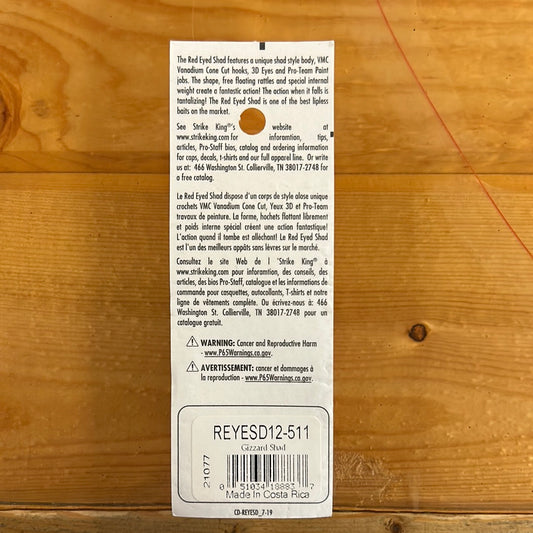 The Red Eyed Shad features a unique shad style body, VMC
Vanadium Cone Cut hooks, 3D Eyes and Pro-Team Paint
jobs. The shape, free floating rattles and special internal
weight create a fantastic action! The action when it falls is
tantalizing! The Red Eyed Shad is one of the best lipless
baits on the market.
See Strike King®'s website at
www.strikeking.com for inforamtion, tips,
articles, Pro-Staff bios, catalog and ordering information
for caps, decals, t-shirts and our full apparel line. Or write
us at: 466 Washington St. Collierville, TN 38017-2748 for
a free catalog.
Le Red Eyed Shad dispose d'un corps de style alose unique
crochets VMC Vanadium Cone Cut, Yeux 3D et Pro-Team
travaux de peinture. La forme, hochets flottant librement
et poids interne spécial créent une action fantastique!
L'action quand il tombe est alléchant! Le Red Eyed Shad
est l'un des meilleurs appâts sans lèvres sur le marché.
Consultez le site Web de l 'Strike King® à
www.strikeking.com pour inforamtion, des conseils, des
articles, des bios Pro-Staff, catalogue et les informations de
commande pour casquettes, autocollants, T-shirts et notre
ligne de vêtements complète. Ou écrivez-à à: 466
Washington St. Collierville, TN 38017-2748 pour un
catalogue gratuit.
WARNING: Cancer and Reproductive Harm
- www.P65Warnings.ca.gov.
AVERTISSEMENT: cancer et dommages à
la reproduction - www.P65Warnings.ca.gov.
REYESD12-511
Gizzard Shad
21077
0 51034 18883 7
Made In Costa Rica
CD-REYESD_7-19